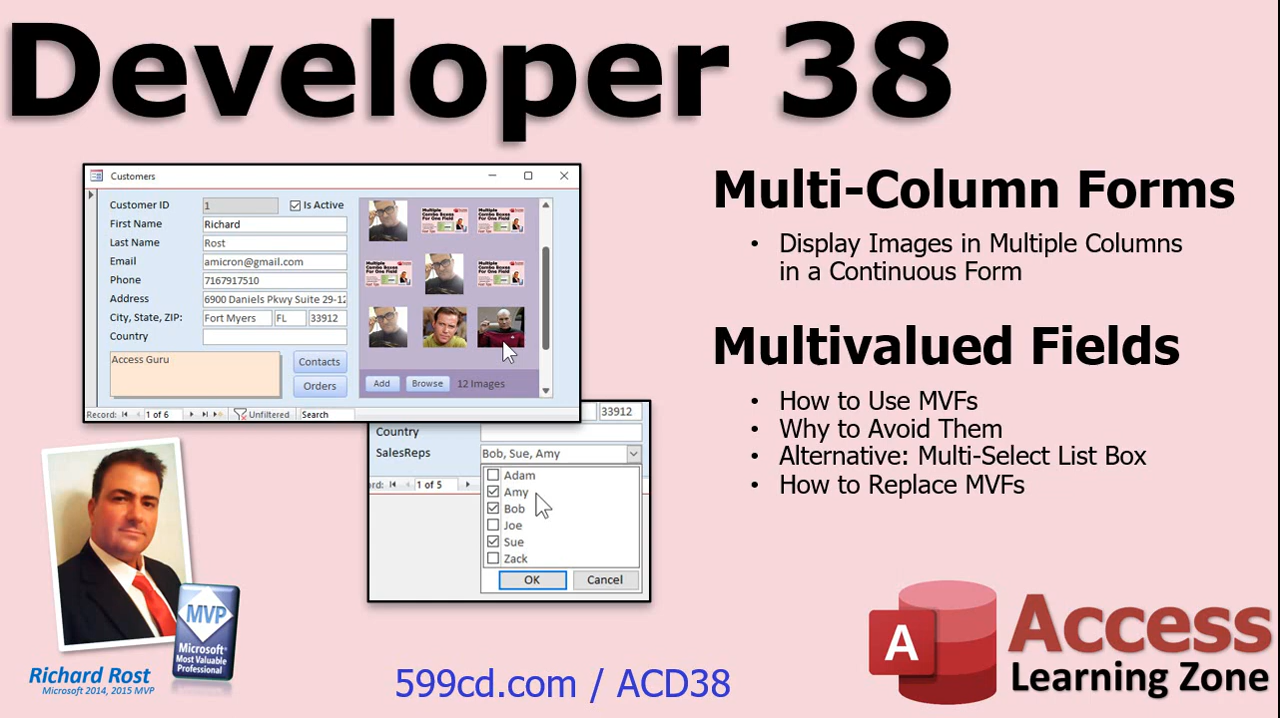 Developer 38
Customers
Customer ID 1 Is Active
First Name Richard
Last Name Rost
Email amicron@gmail.com
Phone 7167917510
Address 6900 Daniels Pkwy Suite 29-12
City, State, ZIP: Fort Myers FL 33912
Country
Access Guru
Contacts
Orders
Add Browse 12 Images
Record: 1 of 6 Unfiltered Search
33912
Country
SalesReps Bob, Sue, Amy
Adam
rd: 1 of 5
Amy
Bob
Joe
Sue
Zack
OK Cancel
Multi-Column Forms
• Display Images in Multiple Columns
in a Continuous Form
Multivalued Fields
• How to Use MVFs
• Why to Avoid Them
• Alternative: Multi-Select List Box
• How to Replace MVFs
MVP
Microsoft®
Most Valuable
Professional
Richard Rost
Microsoft 2014, 2015 MVP
599cd.com / ACD38
A
Access
Learning Zone